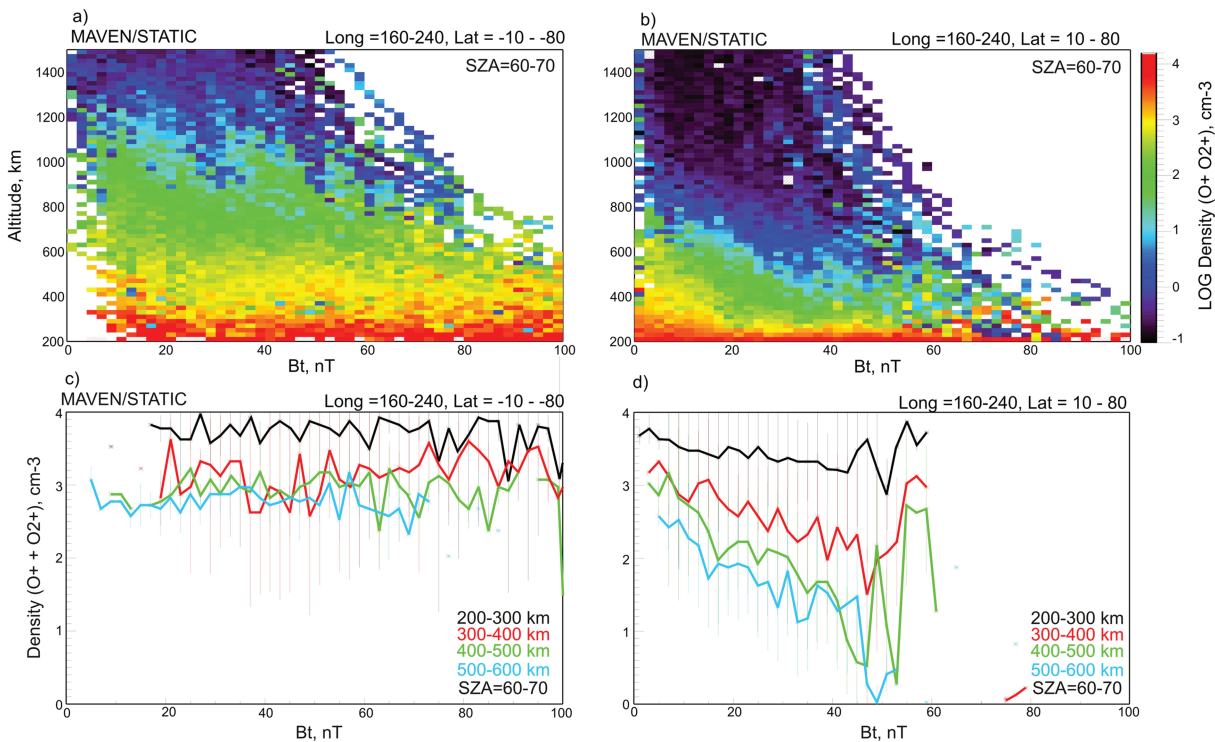 a)
MAVEN/STATIC Long =160-240, Lat = -10 - -80
SZA=60-70
Altitude, km
1400
1200
1000
800
600
400
200
0 20 40 60 80 100
Bt, nT
b)
MAVEN/STATIC Long =160-240, Lat = 10 - 80
SZA=60-70
1400
1200
1000
800
600
400
200
0 20 40 60 80 100
Bt, nT
4
3
2
1
0
-1
LOG Density (O+ O2+), cm-3
c)
MAVEN/STATIC Long =160-240, Lat = -10 - -80
Density (O+ + O2+), cm-3
4
3
2
1
0
200-300 km
300-400 km
400-500 km
500-600 km
SZA=60-70
0 20 40 60 80 100
Bt, nT
d)
Long =160-240, Lat = 10 - 80
4
3
2
1
0
200-300 km
300-400 km
400-500 km
500-600 km
SZA=60-70
0 20 40 60 80 100
Bt, nT